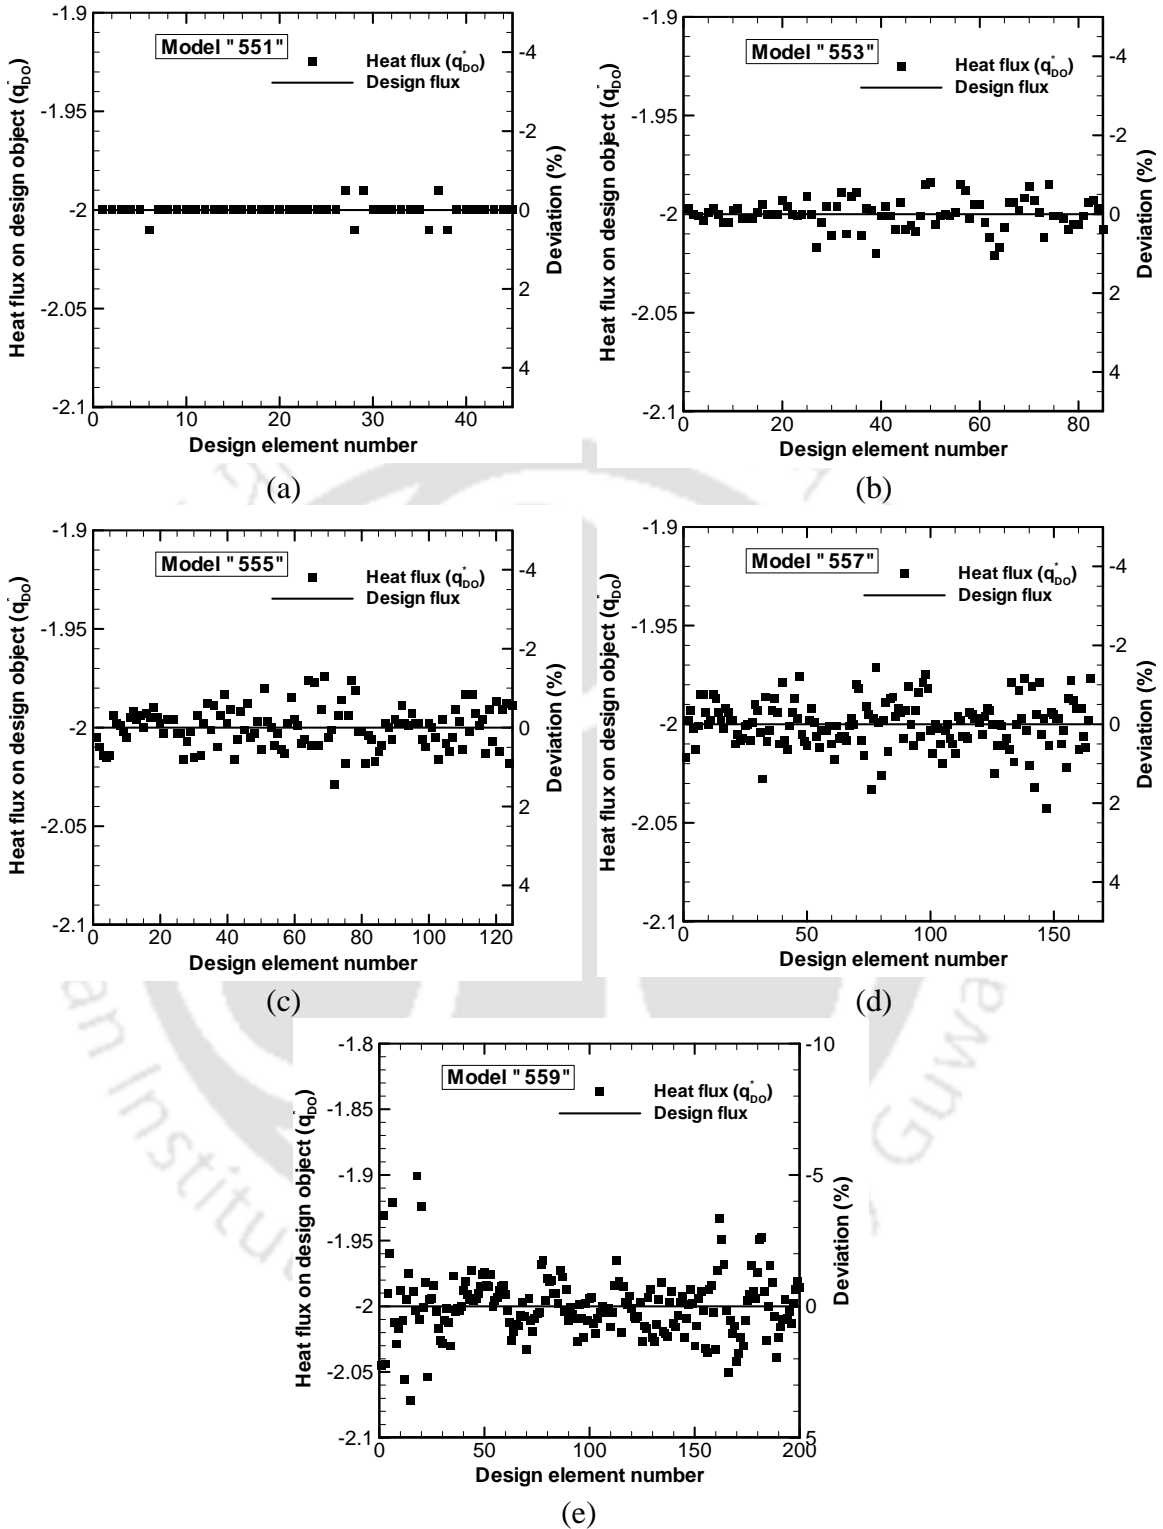 -1.9
Model "551"
Heat flux (q*DO)
Design flux
-1.95
-2
-2.05
-2.1
-4
-2
0
2
4
Heat flux on design object (q*DO)
Deviation (%)
0 10 20 30 40
Design element number
(a)
-1.9
Model "553"
Heat flux (q*DO)
Design flux
-1.95
-2
-2.05
-2.1
-4
-2
0
2
4
Heat flux on design object (q*DO)
Deviation (%)
0 20 40 60 80
Design element number
(b)
-1.9
Model "555"
Heat flux (q*DO)
Design flux
-1.95
-2
-2.05
-2.1
-4
-2
0
2
4
Heat flux on design object (q*DO)
Deviation (%)
0 20 40 60 80 100 120
Design element number
(c)
-1.9
Model "557"
Heat flux (q*DO)
Design flux
-1.95
-2
-2.05
-2.1
-4
-2
0
2
4
Heat flux on design object (q*DO)
Deviation (%)
0 50 100 150
Design element number
(d)
-1.8
Model "559"
Heat flux (q*DO)
Design flux
-1.85
-1.9
-1.95
-2
-2.05
-2.1
-10
-5
0
5
Heat flux on design object (q*DO)
Deviation (%)
0 50 100 150 200
Design element number
(e)
an Institu
Guwa